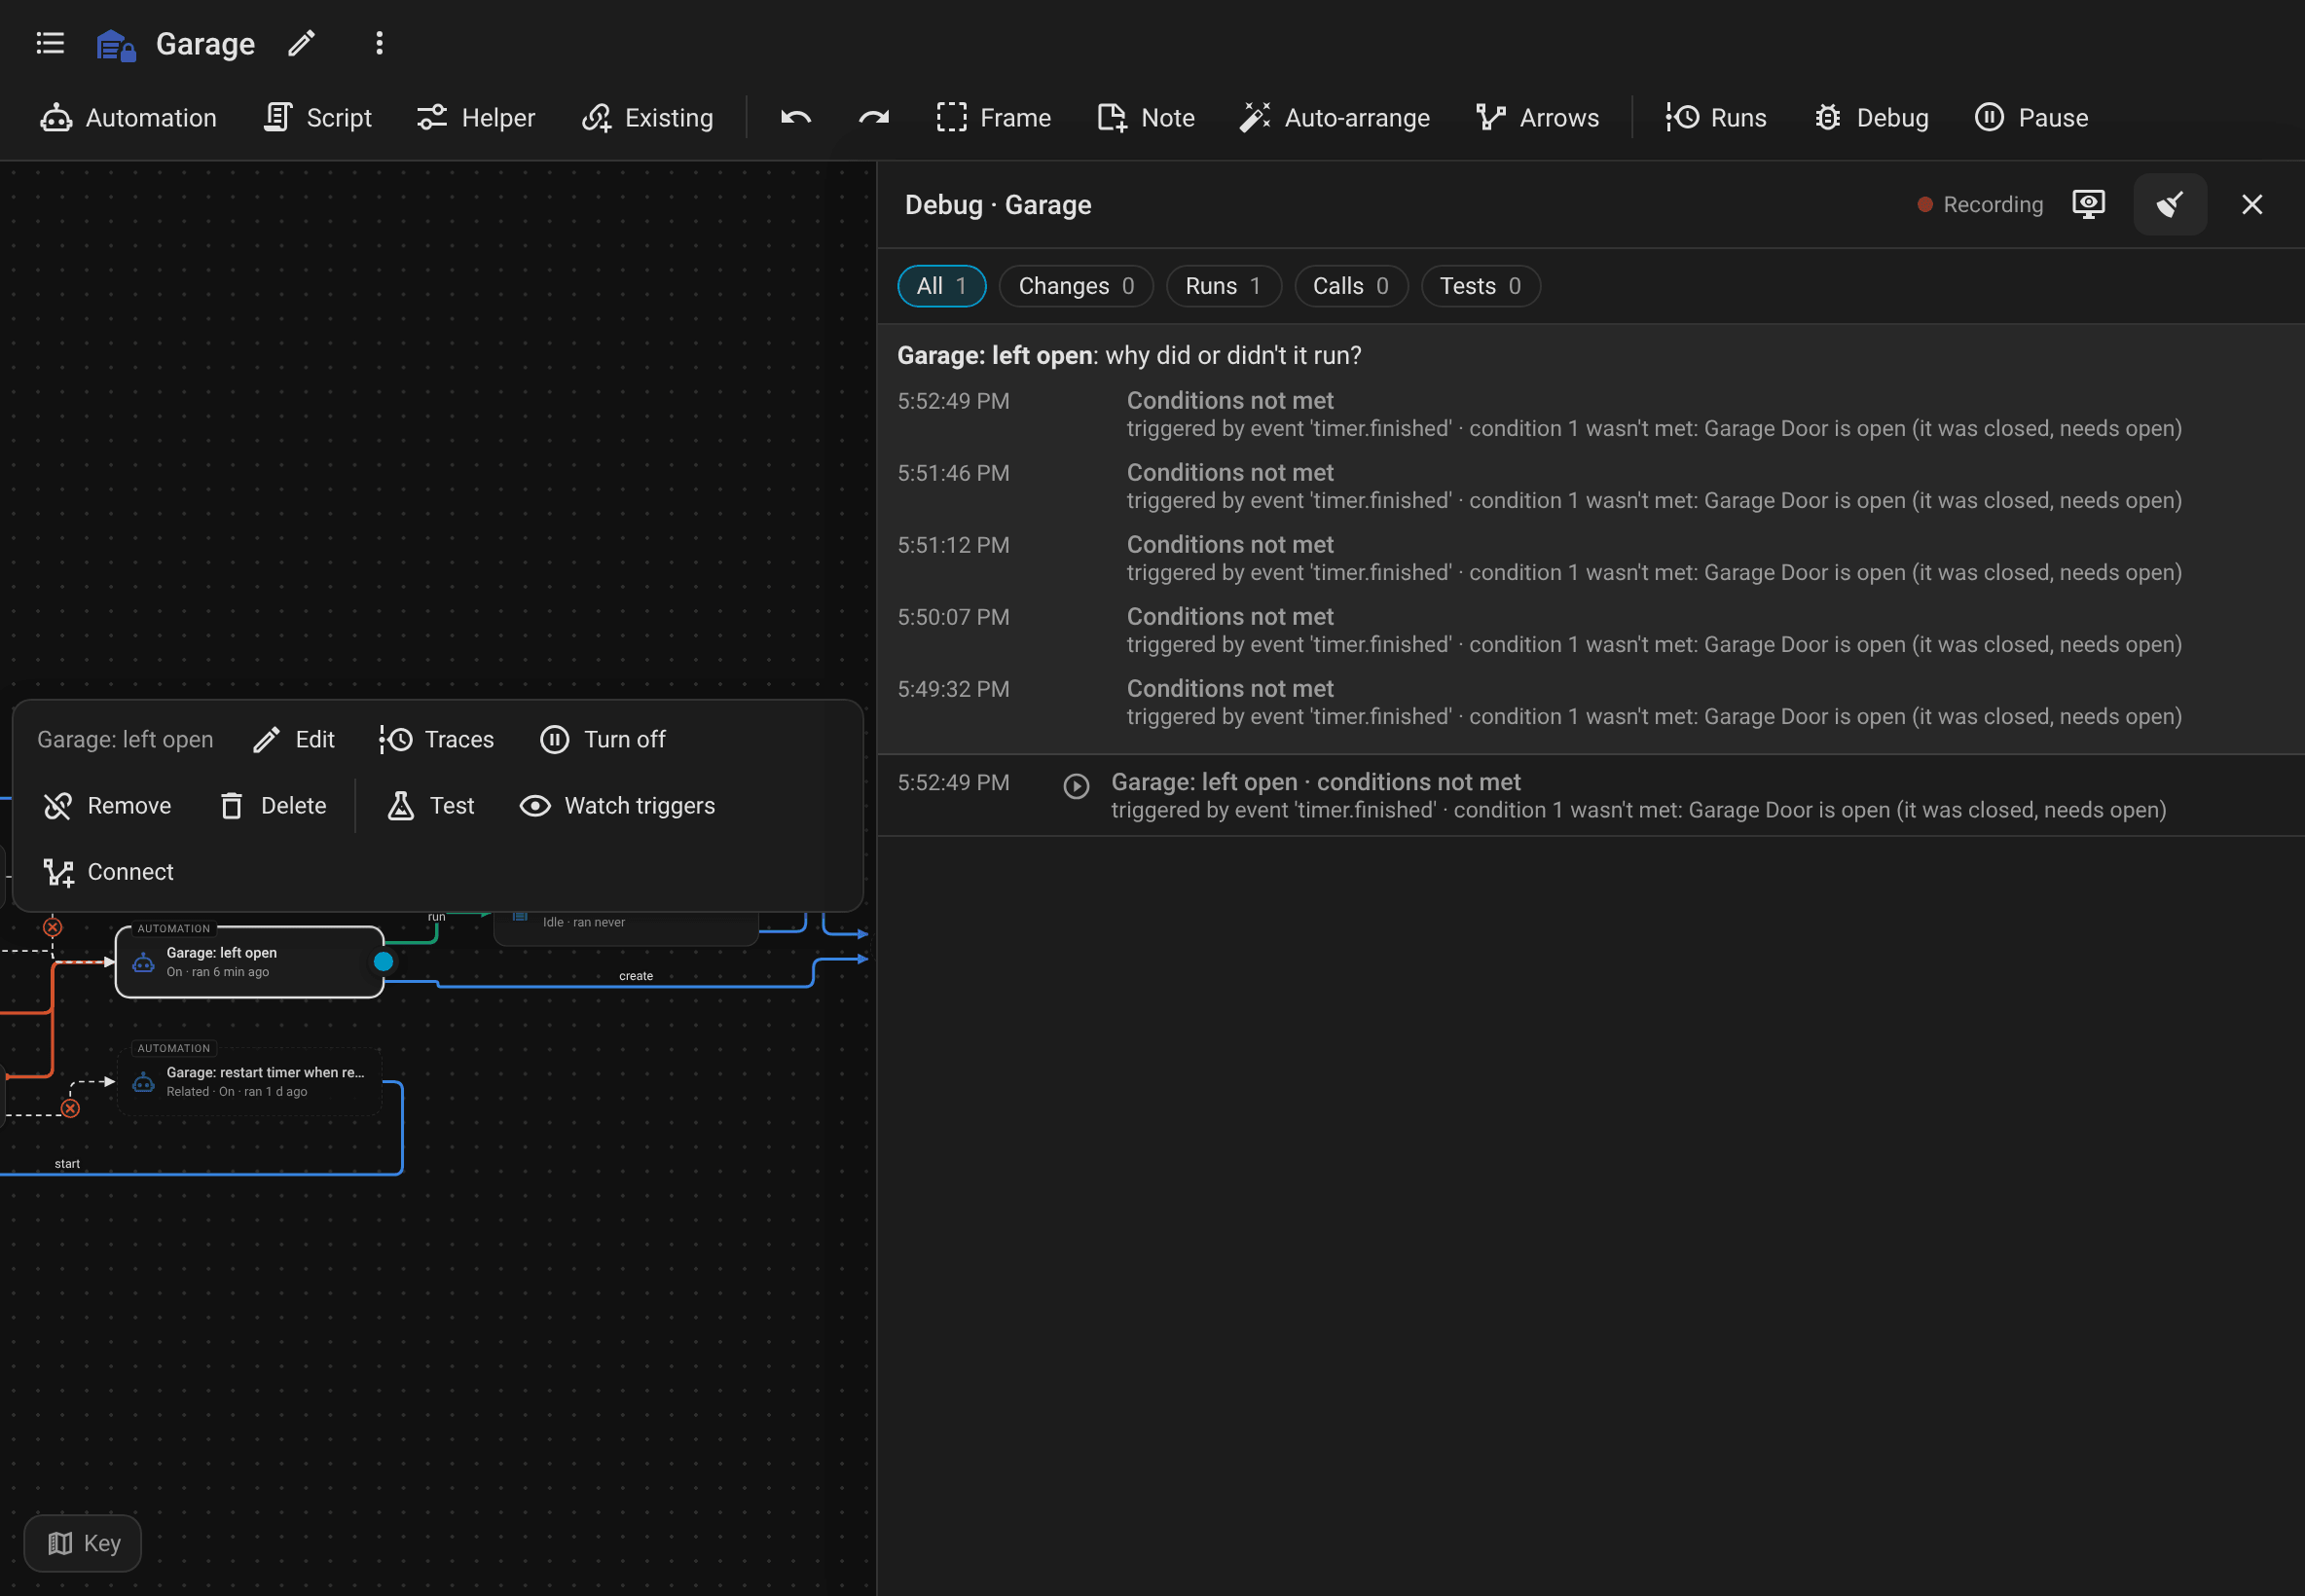 Garage
Automation Script Helper Existing Frame Note Auto-arrange Arrows Runs Debug Pause
Debug · Garage
Recording
All 1 Changes 0 Runs 1 Calls 0 Tests 0
Garage: left open: why did or didn't it run?
5:52:49 PM Conditions not met
triggered by event 'timer.finished' · condition 1 wasn't met: Garage Door is open (it was closed, needs open)
5:51:46 PM Conditions not met
triggered by event 'timer.finished' · condition 1 wasn't met: Garage Door is open (it was closed, needs open)
5:51:12 PM Conditions not met
triggered by event 'timer.finished' · condition 1 wasn't met: Garage Door is open (it was closed, needs open)
5:50:07 PM Conditions not met
triggered by event 'timer.finished' · condition 1 wasn't met: Garage Door is open (it was closed, needs open)
5:49:32 PM Conditions not met
triggered by event 'timer.finished' · condition 1 wasn't met: Garage Door is open (it was closed, needs open)
5:52:49 PM Garage: left open · conditions not met
triggered by event 'timer.finished' · condition 1 wasn't met: Garage Door is open (it was closed, needs open)
Garage: left open Edit Traces Turn off
Remove Delete Test Watch triggers
Connect
run
Idle · ran never
AUTOMATION
Garage: left open
On · ran 6 min ago
create
AUTOMATION
Garage: restart timer when re...
Related · On · ran 1 d ago
start
Key